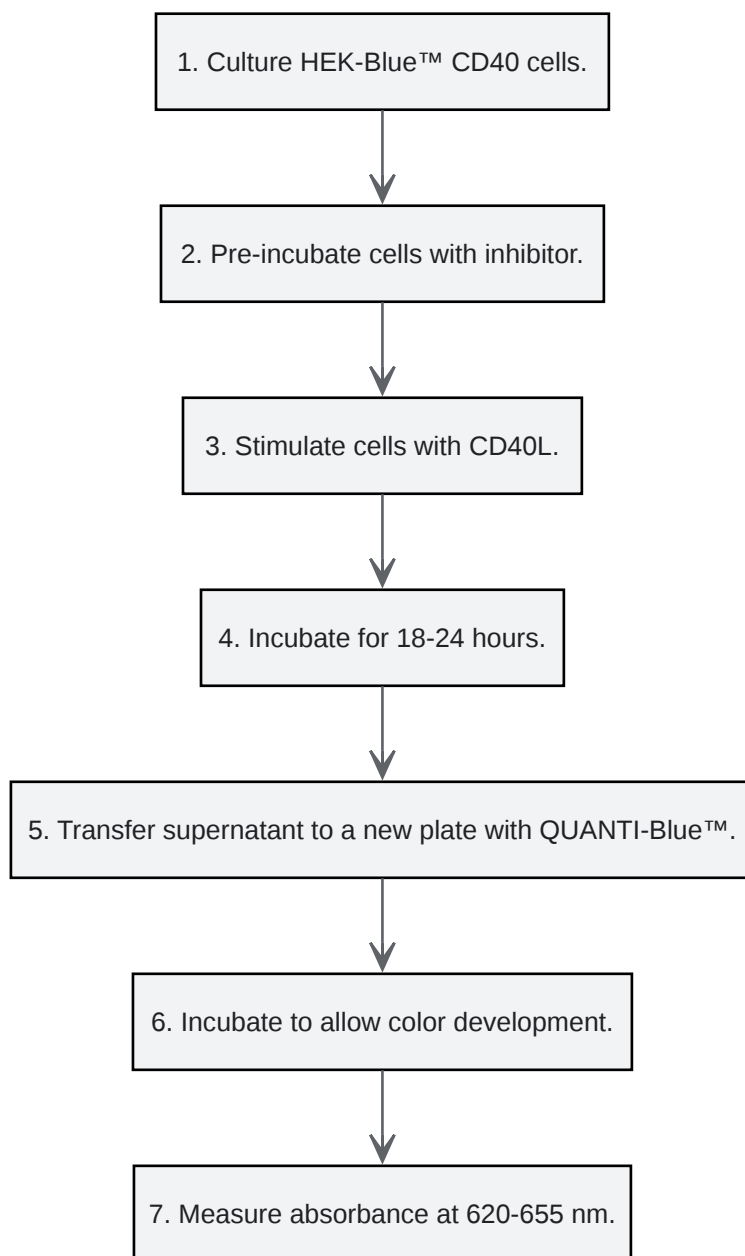 1. Culture HEK-Blue™ CD40 cells.
2. Pre-incubate cells with inhibitor.
3. Stimulate cells with CD40L.
4. Incubate for 18-24 hours.
5. Transfer supernatant to a new plate with QUANTI-Blue™.
6. Incubate to allow color development.
7. Measure absorbance at 620-655 nm.